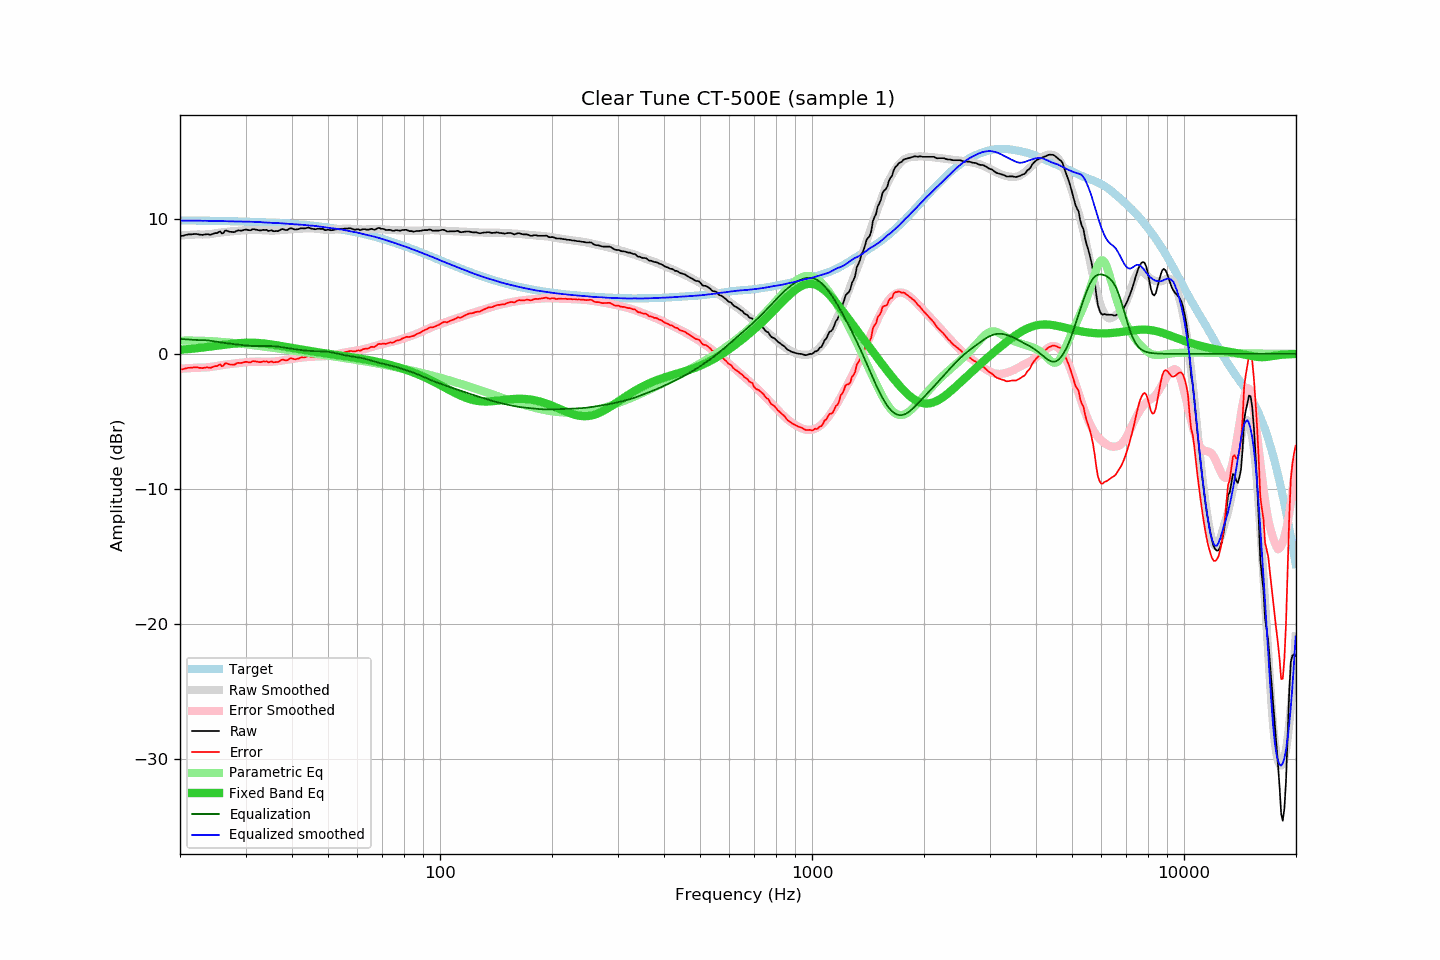 Clear Tune CT-500E (sample 1)
Amplitude (dBr)
10
0
−10
−20
−30
Target
Raw Smoothed
Error Smoothed
Raw
Error
Parametric Eq
Fixed Band Eq
Equalization
Equalized smoothed
100
1000
10000
Frequency (Hz)